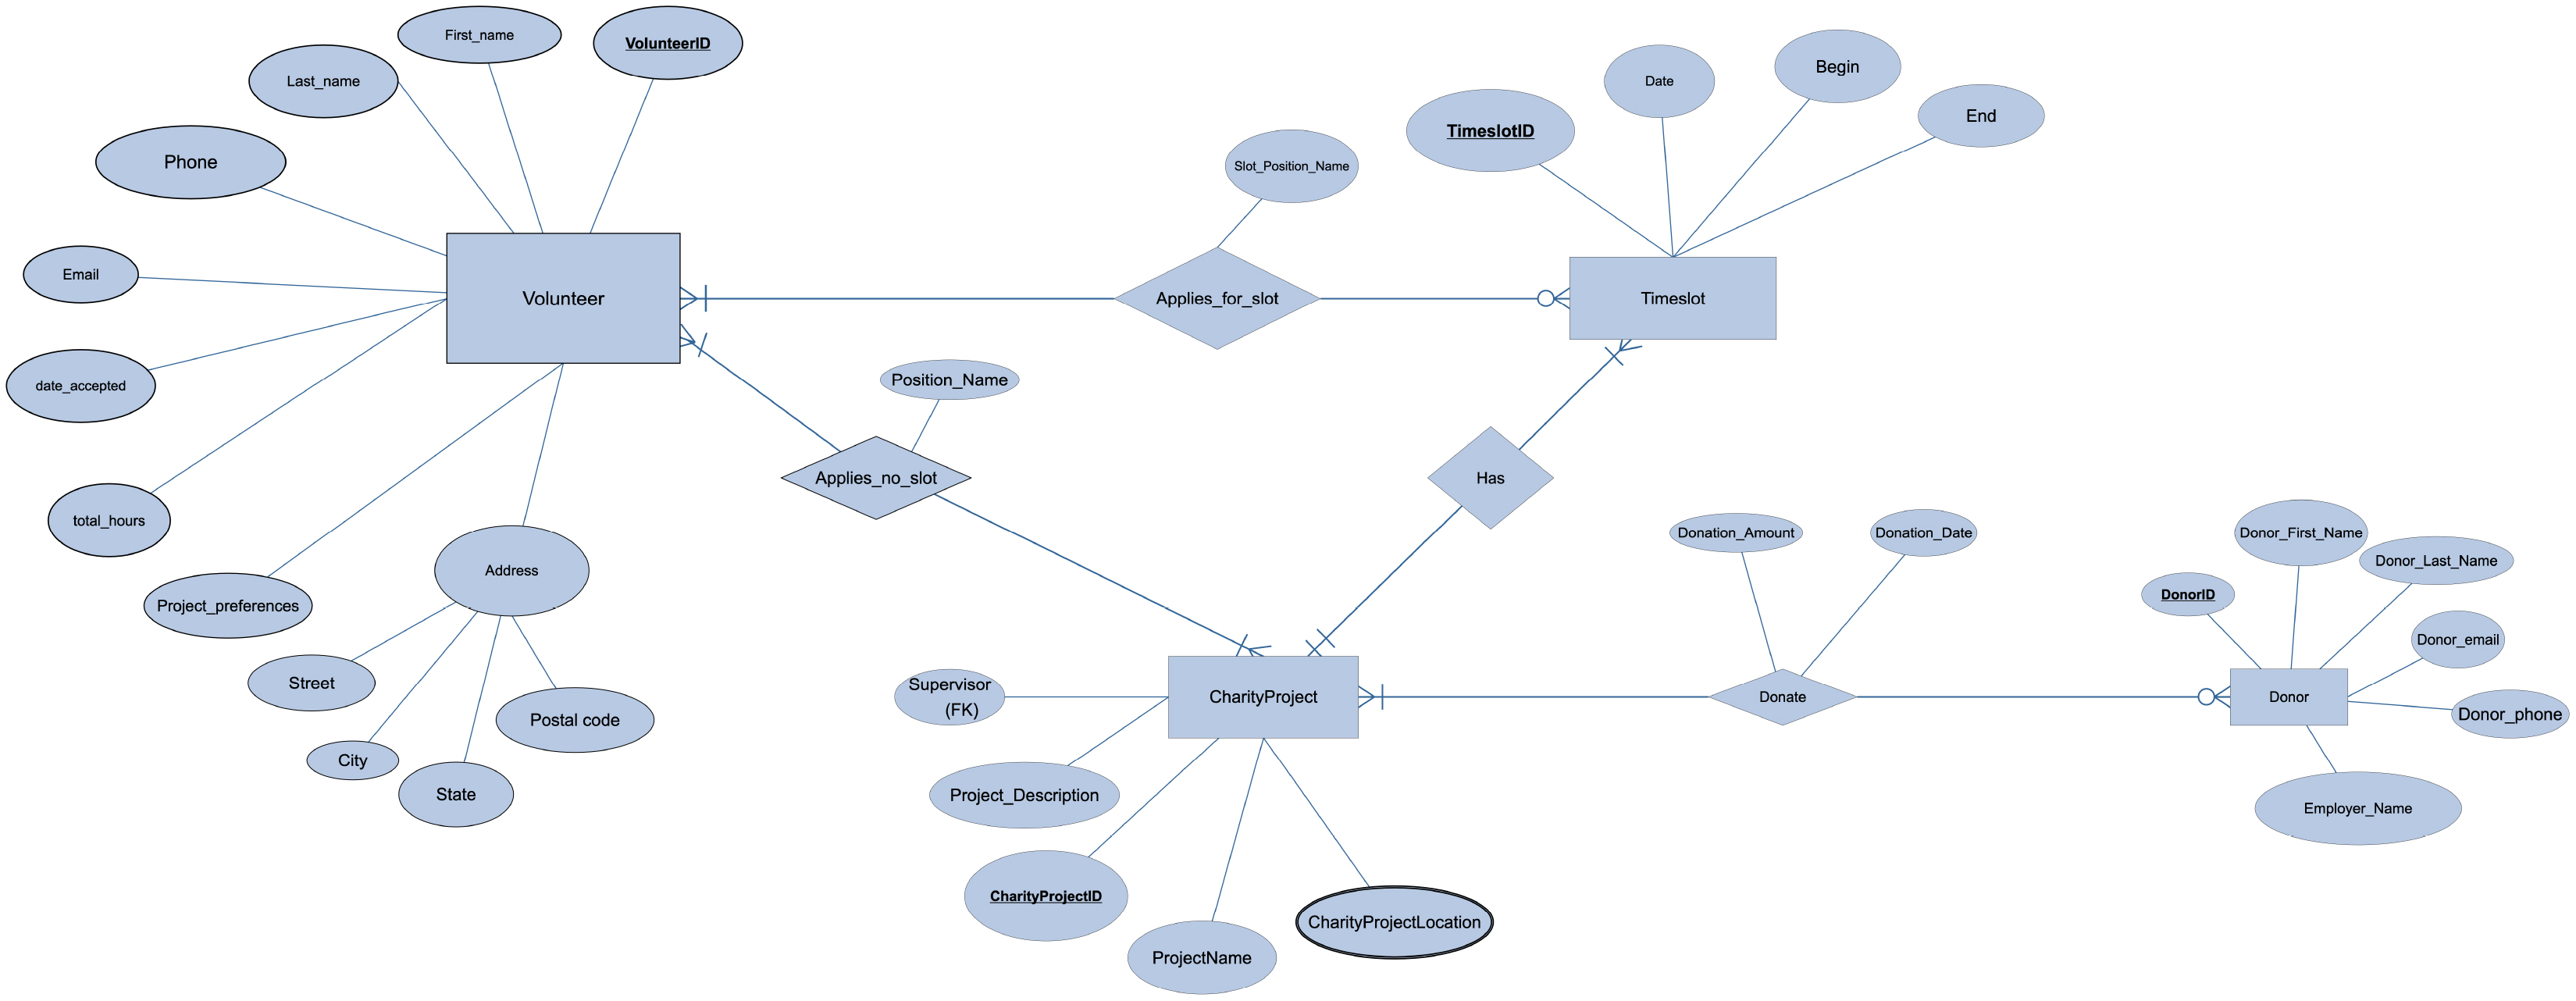 First_name
VolunteerID
Last_name
Phone
Email
date_accepted
total_hours
Project_preferences
Volunteer
Address
Street
City
State
Postal code
Slot_Position_Name
Applies_for_slot
TimeslotID
Date
Begin
End
Timeslot
Position_Name
Applies_no_slot
Has
Supervisor
(FK)
CharityProject
Project_Description
CharityProjectID
ProjectName
CharityProjectLocation
Donation_Amount
Donation_Date
Donate
DonorID
Donor_First_Name
Donor_Last_Name
Donor_email
Donor_phone
Donor
Employer_Name